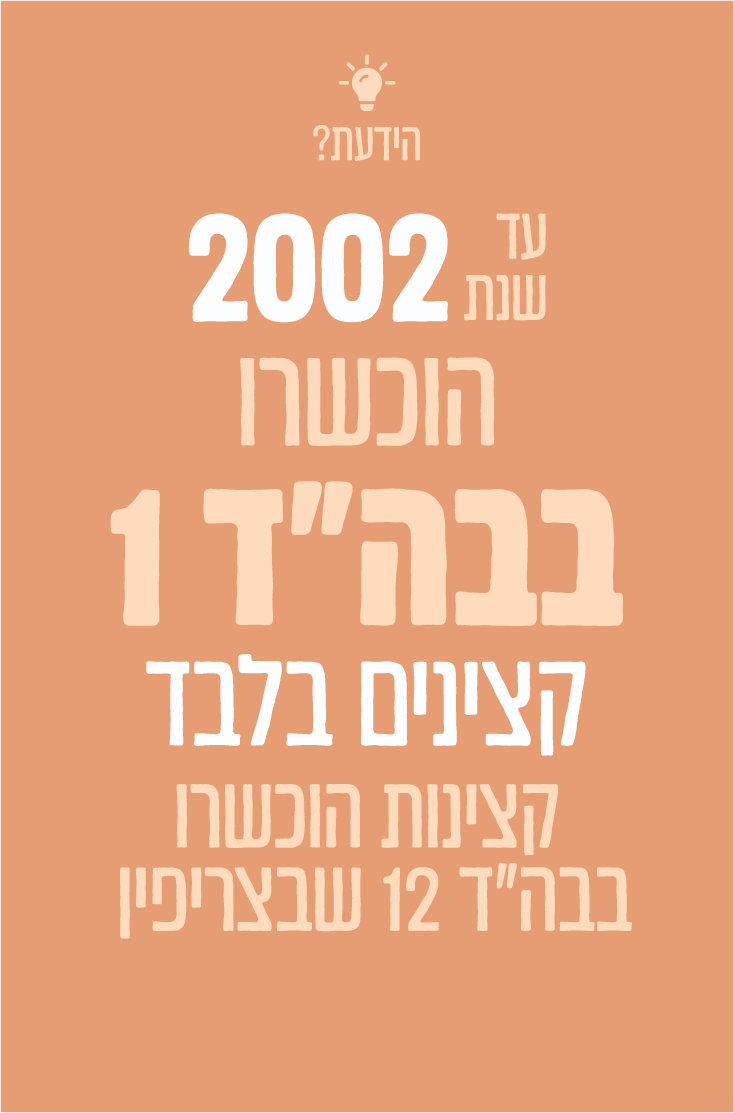 הידעת?
עד
שנת 2002
הוכשרו
בבה"ד 1
קצינים בלבד
קצינות הוכשרו
בבה"ד 12 שבצריפין